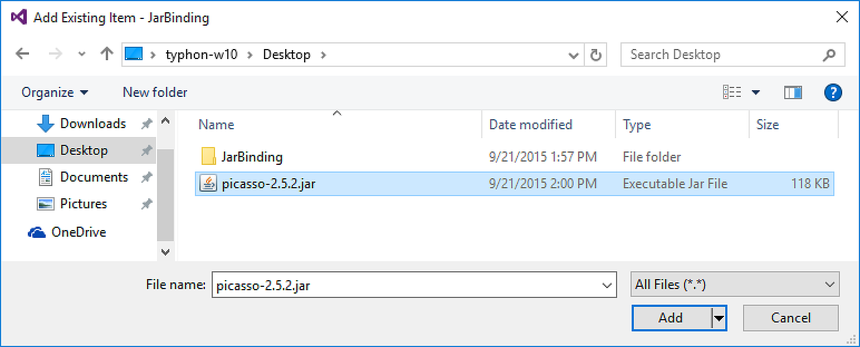 Add Existing Item - JarBinding
typhon-w10 Desktop
Search Desktop
Organize New folder
Name Date modified Type Size
Downloads
Desktop
Documents
Pictures
OneDrive
JarBinding 9/21/2015 1:57 PM File folder
picasso-2.5.2.jar 9/21/2015 2:00 PM Executable Jar File 118 KB
File name: picasso-2.5.2.jar All Files (*.*)
Add Cancel